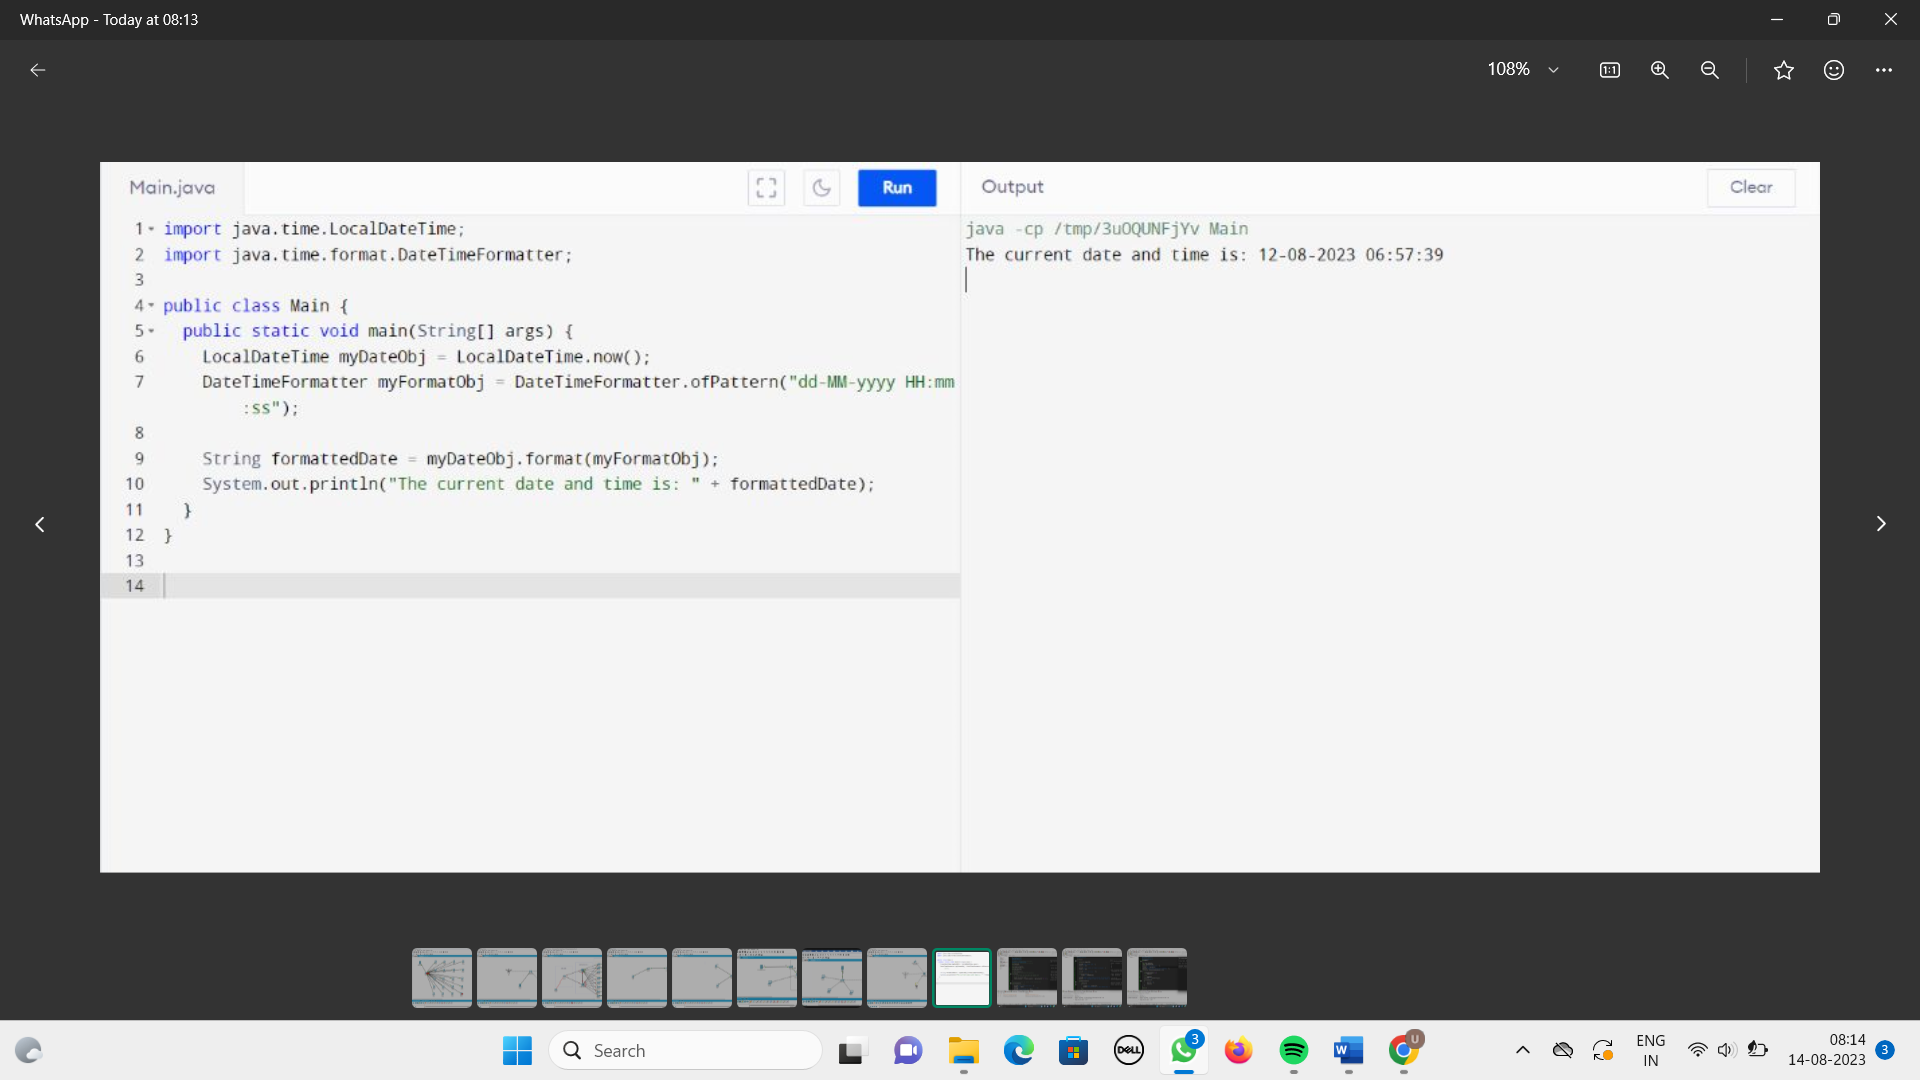 WhatsApp - Today at 08:13
108%
1:1
Main.java
Run
Output
Clear
1 import java.time.LocalDateTime;
2 import java.time.format.DateTimeFormatter;
3
4 public class Main {
5 public static void main(String[] args) {
6 LocalDateTime myDateObj = LocalDateTime.now();
7 DateTimeFormatter myFormatObj = DateTimeFormatter.ofPattern("dd-MM-yyyy HH:mm
:ss");
8
9 String formattedDate = myDateObj.format(myFormatObj);
10 System.out.println("The current date and time is: " + formattedDate);
11 }
12 }
13
14
java -cp /tmp/3uOQUNFjYv Main
The current date and time is: 12-08-2023 06:57:39
Search
DELL
3
W
U
ENG
IN
08:14
14-08-2023
3